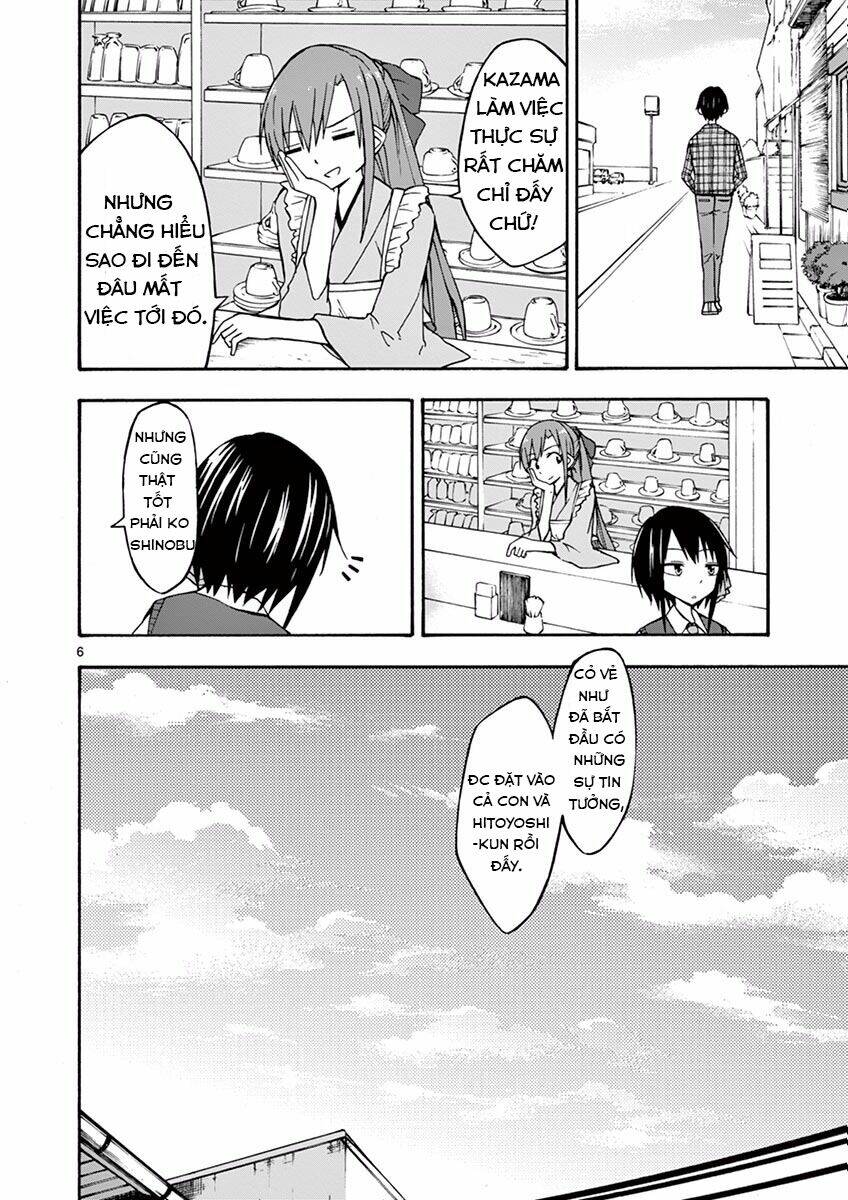 KAZAMA
LÀM VIỆC
THỰC SỰ
RẤT CHĂM
CHỈ ĐẤY
CHỨ!
NHƯNG
CHẲNG HIỂU
SAO ĐI ĐẾN
ĐÂU MẤT
VIỆC TỚI ĐÓ.
NHƯNG
CŨNG
THẬT
TỐT
PHẢI KO
SHINOBU
6
CỎ VẺ
NHƯ
ĐÃ BẮT
ĐẦU CÓ
NHỮNG
SỰ TIN
TƯỞNG,
ĐC ĐẶT VÀO
CẢ CON VÀ
HITOYOSHI
-KUN RỒI
ĐẤY.